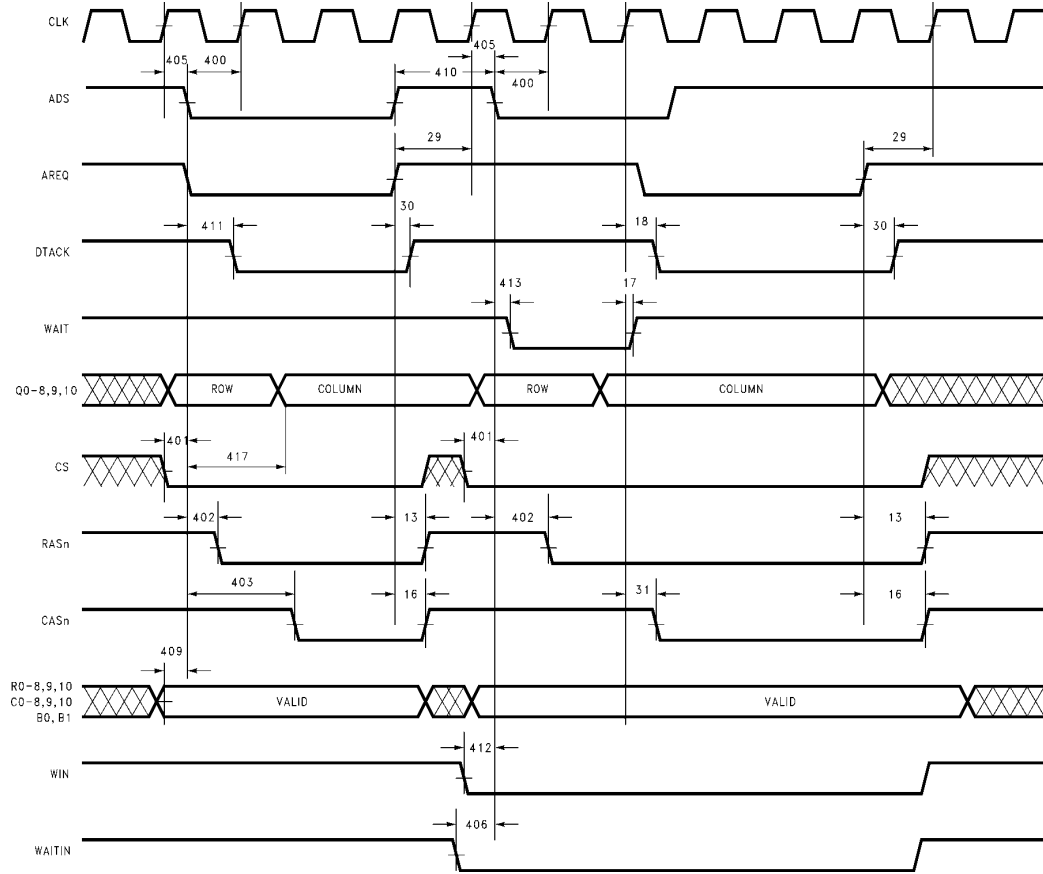 CLK
405
405 400 410 400
ADS
29 29
AREQ
411 30 18 30
DTACK
413 17
WAIT
Q0-8,9,10 ROW COLUMN ROW COLUMN
401 401
417
CS
402 13 402 13
RASn
403 16 31 16
CASn
409
R0-8,9,10
C0-8,9,10 VALID VALID
B0,B1
412
WIN
406
WAITIN